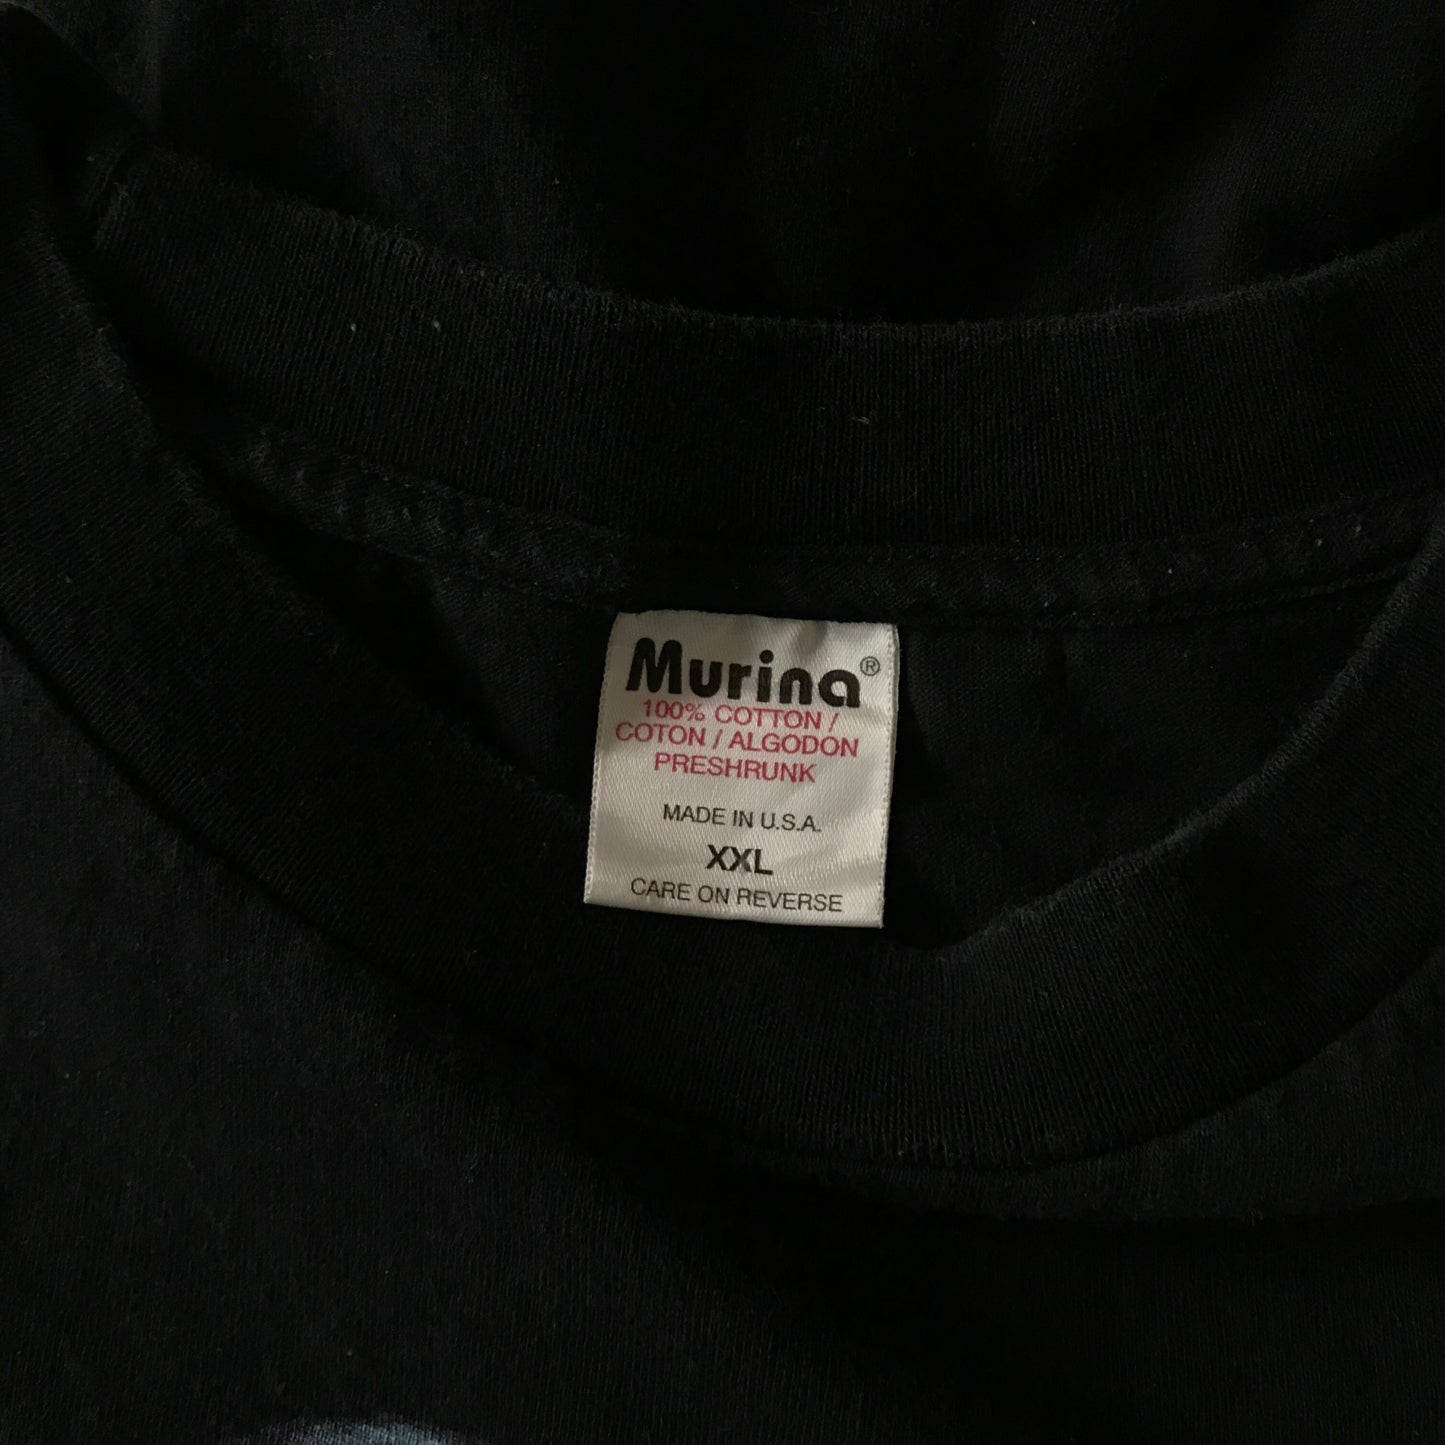 Murina®
100% COTTON /
COTON / ALGODON
PRESHRUNK
MADE IN U.S.A.
XXL
CARE ON REVERSE